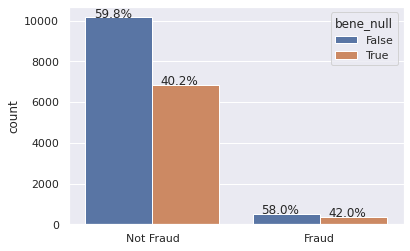 10000
8000
6000
4000
2000
0
count
59.8%
40.2%
58.0%
42.0%
Not Fraud
Fraud
bene_null
False
True